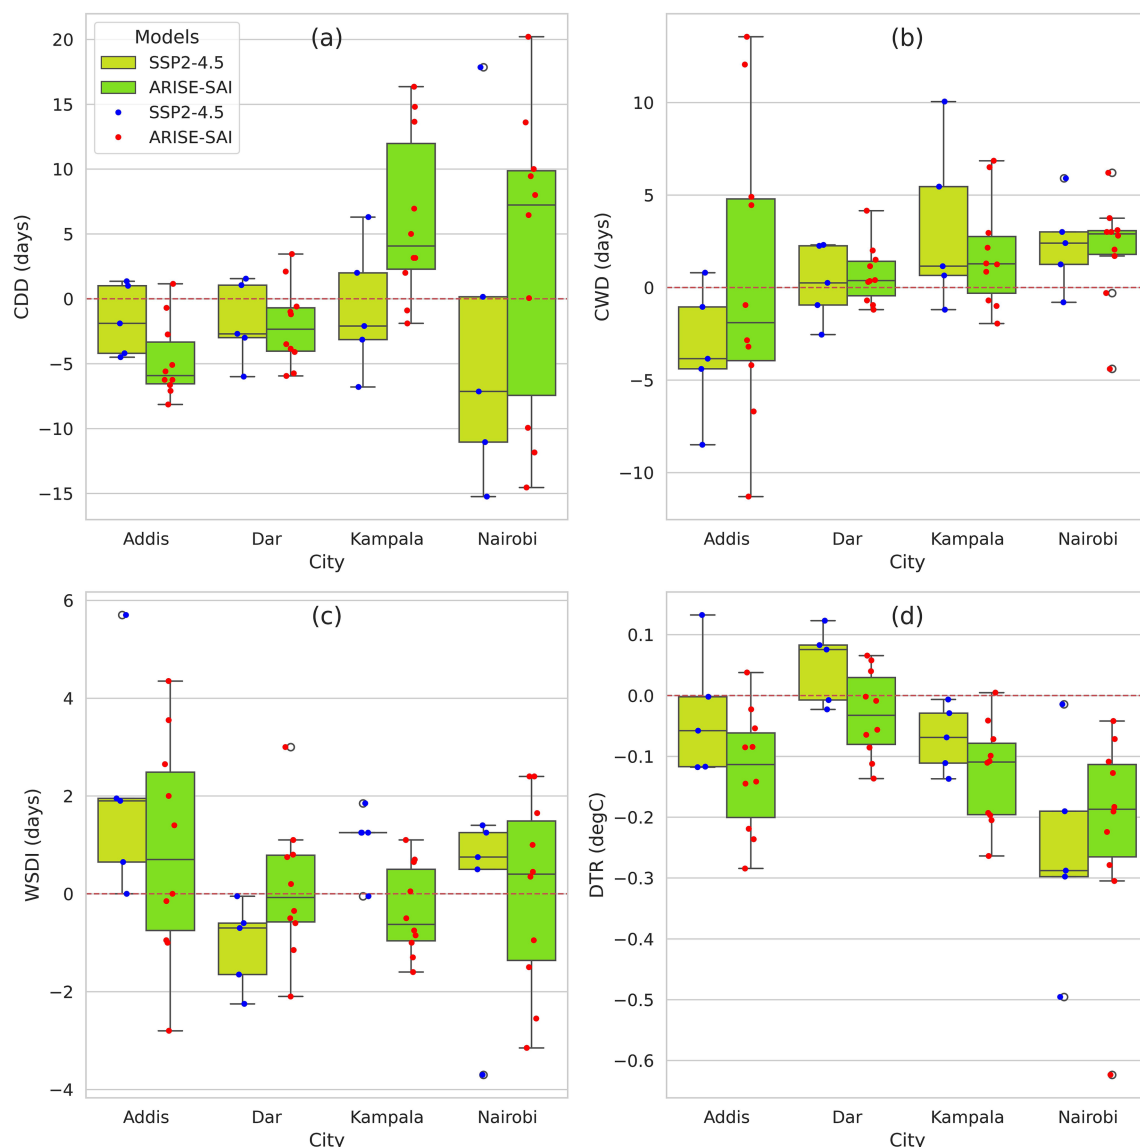 (a)
Models
SSP2-4.5
ARISE-SAI
SSP2-4.5
ARISE-SAI
CDD (days)
20
15
10
5
0
−5
−10
−15
Addis Dar Kampala Nairobi
City
(b)
CWD (days)
10
5
0
−5
−10
Addis Dar Kampala Nairobi
City
(c)
WSDI (days)
6
4
2
0
−2
−4
Addis Dar Kampala Nairobi
City
(d)
DTR (degC)
0.1
0.0
−0.1
−0.2
−0.3
−0.4
−0.5
−0.6
Addis Dar Kampala Nairobi
City